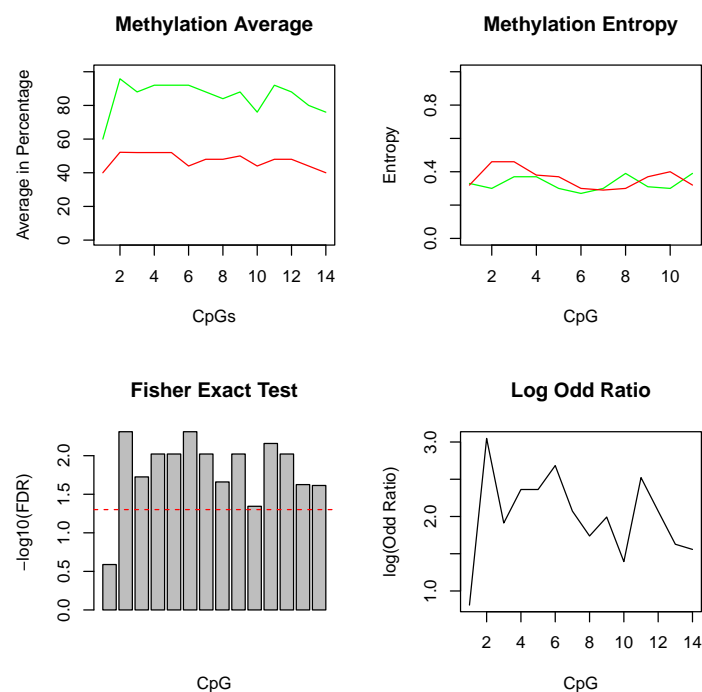 Methylation Average
Average in Percentage
0 20 40 60 80
2 4 6 8 10 12 14
CpGs
Methylation Entropy
Entropy
0.0 0.4 0.8
2 4 6 8 10
CpG
Fisher Exact Test
−log10(FDR)
0.0 0.5 1.0 1.5 2.0
CpG
Log Odd Ratio
log(Odd Ratio)
1.0 2.0 3.0
2 4 6 8 10 12 14
CpG